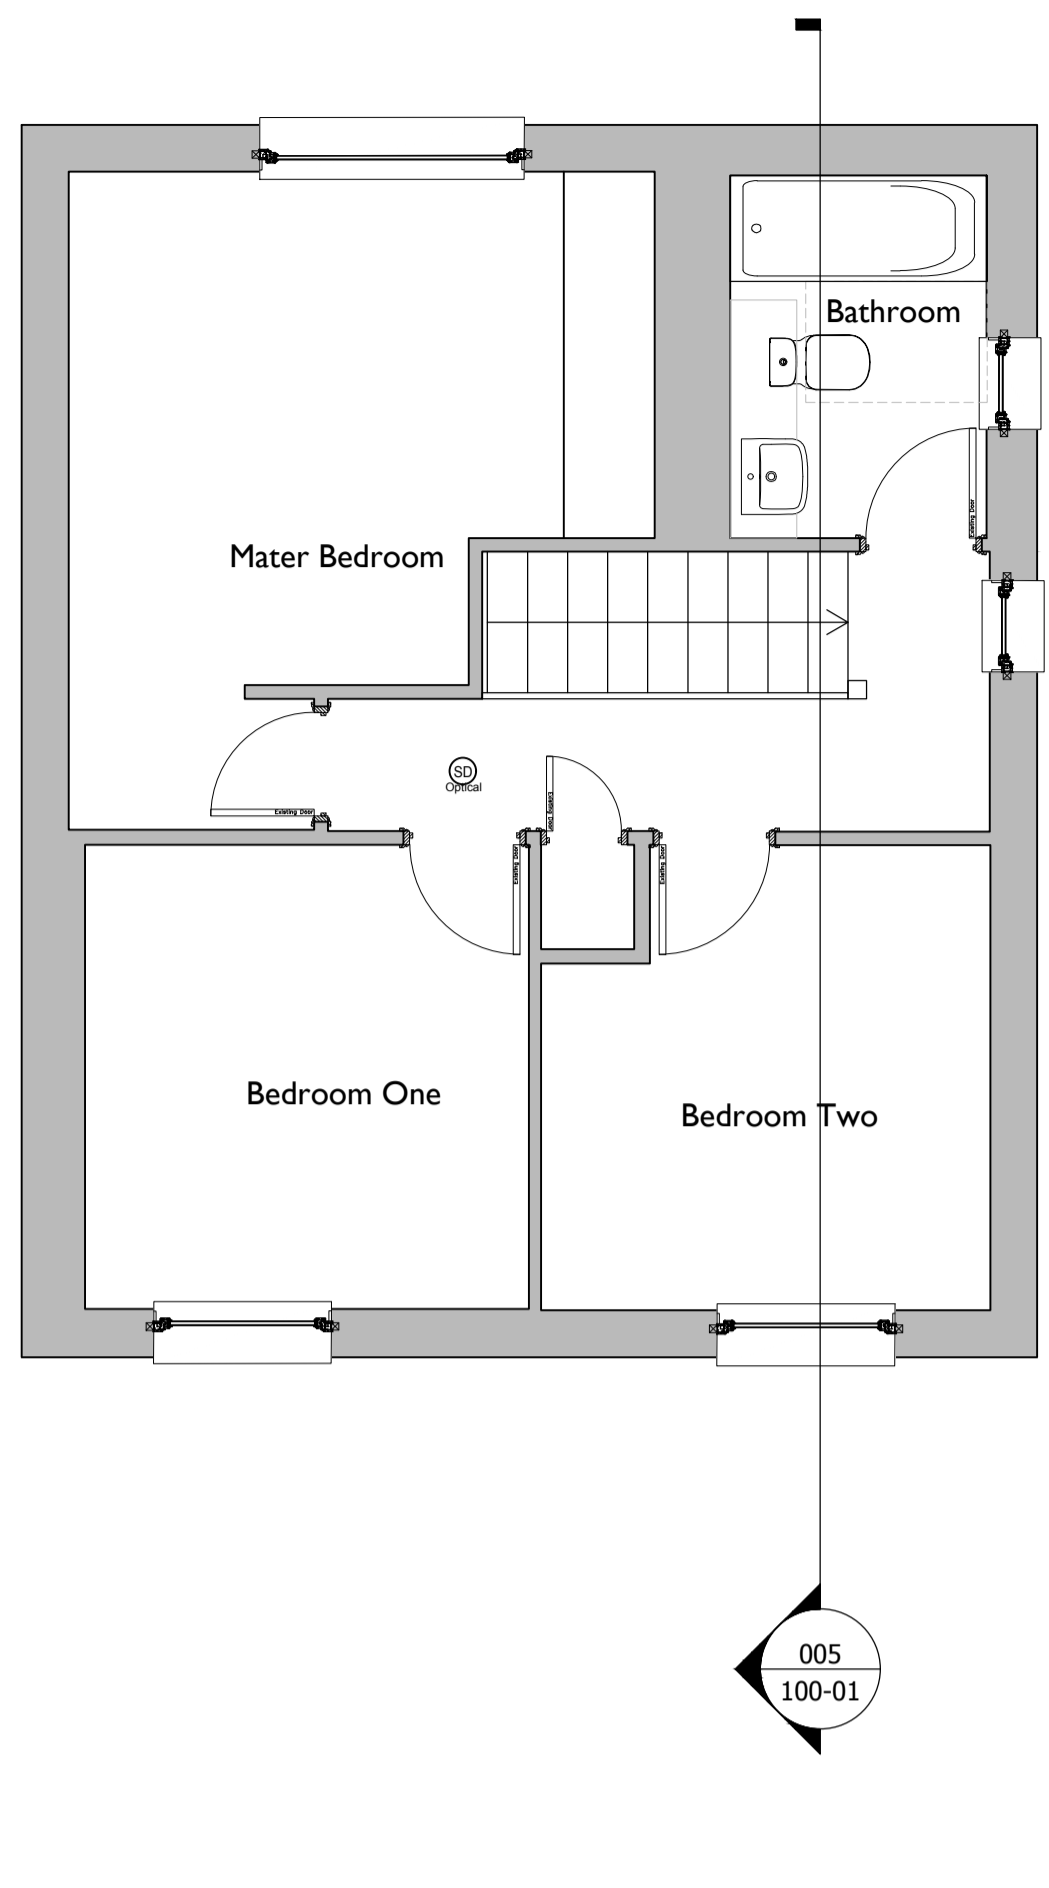 Bathroom
Existing Door
Mater Bedroom
SD
Optical
Existing Door
Existing Door
Existing Door
Existing Door
Bedroom One
Bedroom Two
005
100-01